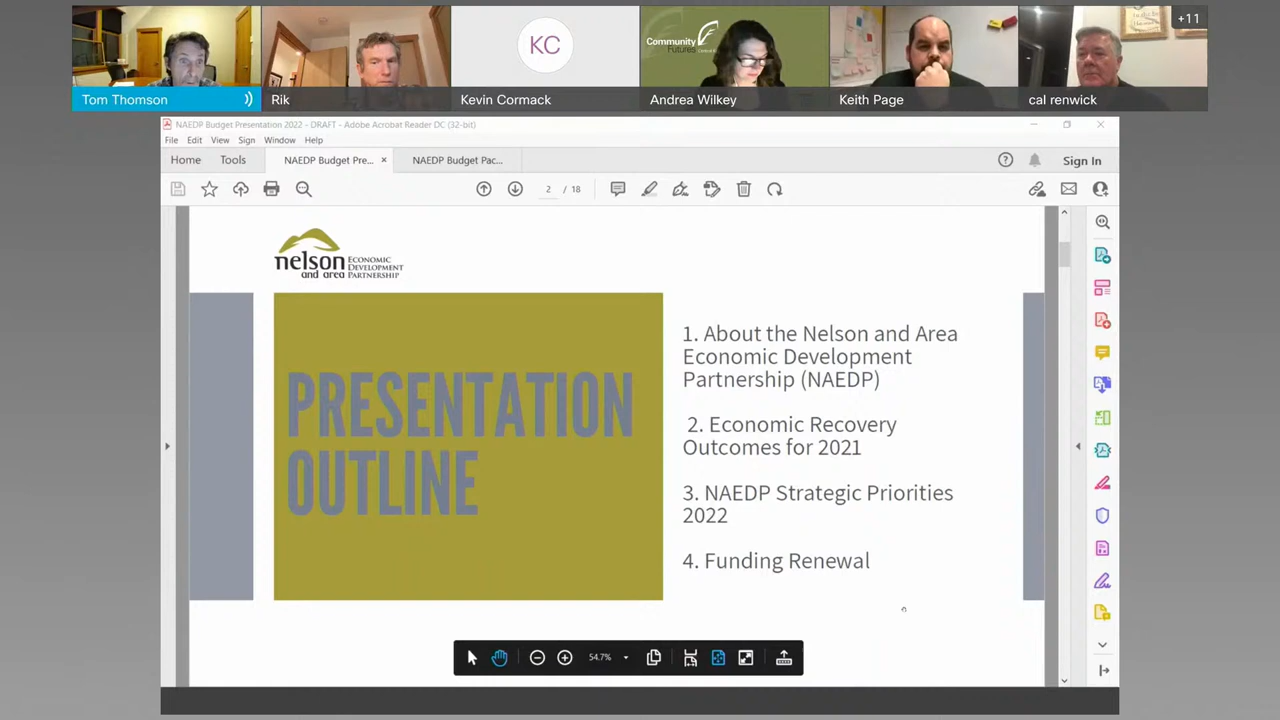 +11
Community
Futures
KC
Tom Thomson
Rik
Kevin Cormack
Andrea Wilkey
Keith Page
cal renwick
NAEDP Budget Presentation 2022 - DRAFT - Adobe Acrobat Reader DC (32-bit)
File Edit View Sign Window Help
Home Tools NAEDP Budget Pre... × NAEDP Budget Pac... Sign In
2 / 18
nelson
and area
ECONOMIC
DEVELOPMENT
PARTNERSHIP
PRESENTATION
OUTLINE
1. About the Nelson and Area
Economic Development
Partnership (NAEDP)
2. Economic Recovery
Outcomes for 2021
3. NAEDP Strategic Priorities
2022
4. Funding Renewal
54.7%